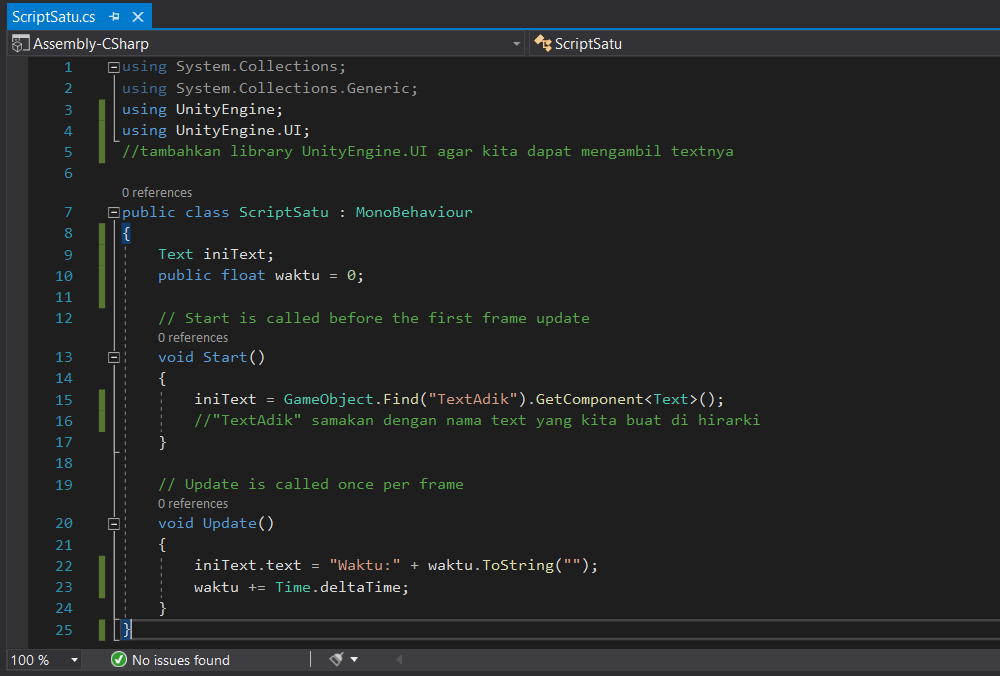 ScriptSatu.cs
Assembly-CSharp ScriptSatu
1 using System.Collections;
2 using System.Collections.Generic;
3 using UnityEngine;
4 using UnityEngine.UI;
5 //tambahkan library UnityEngine.UI agar kita dapat mengambil textnya
6
0 references
7 public class ScriptSatu : MonoBehaviour
8 {
9 Text iniText;
10 public float waktu = 0;
11
12 // Start is called before the first frame update
0 references
13 void Start()
14 {
15 iniText = GameObject.Find("TextAdik").GetComponent<Text>();
16 //"TextAdik" samakan dengan nama text yang kita buat di hirarki
17 }
18
19 // Update is called once per frame
0 references
20 void Update()
21 {
22 iniText.text = "Waktu:" + waktu.ToString("");
23 waktu += Time.deltaTime;
24 }
25 }
100 % No issues found